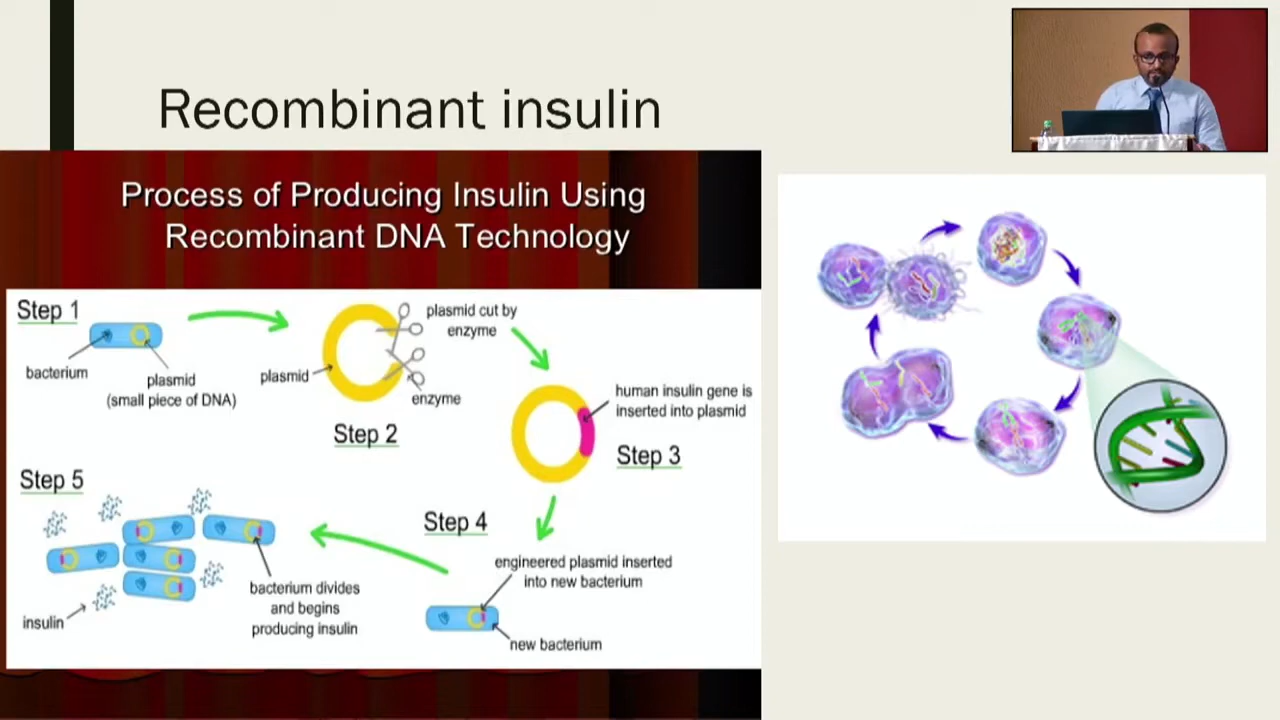 Recombinant insulin
Process of Producing Insulin Using
Recombinant DNA Technology
Step 1
bacterium
plasmid
(small piece of DNA)
plasmid
plasmid cut by
enzyme
enzyme
Step 2
human insulin gene is
inserted into plasmid
Step 3
Step 4
engineered plasmid inserted
into new bacterium
new bacterium
Step 5
bacterium divides
and begins
producing insulin
insulin